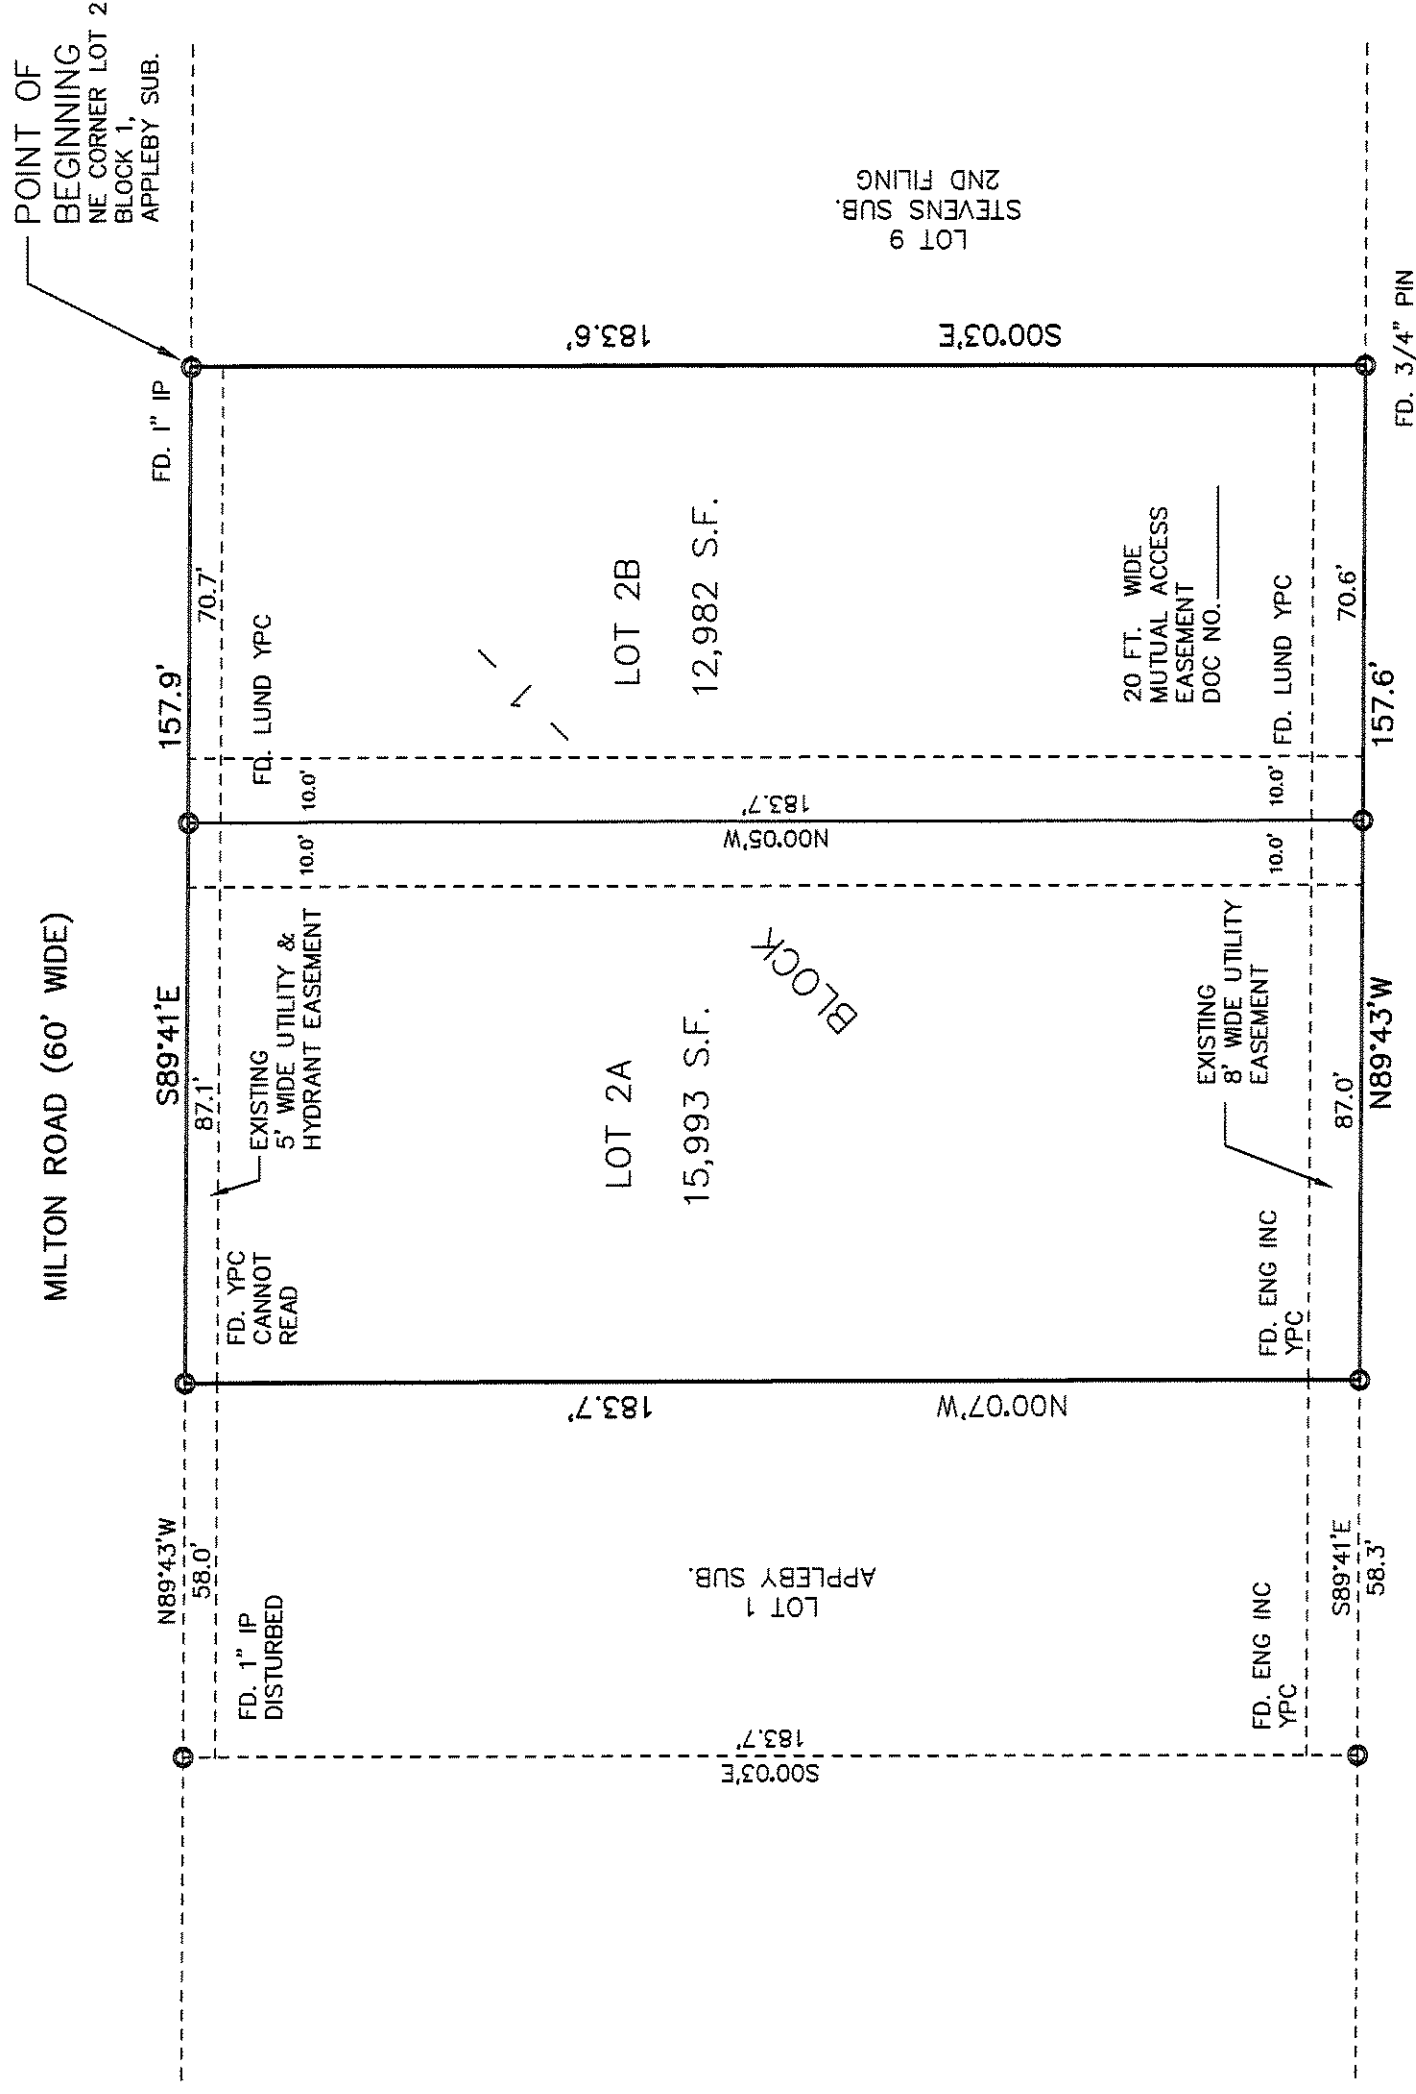 MILTON ROAD (60' WIDE)
POINT OF
BEGINNING
NE CORNER LOT 2
BLOCK 1,
APPLEBY SUB.
N89°43'W
58.0'
S89°41'E
87.1'
157.9'
70.7'
FD. 1" IP
FD. 1" IP
DISTURBED
FD. YPC
CANNOT
READ
EXISTING
5' WIDE UTILITY &
HYDRANT EASEMENT
10.0'
10.0'
FD. LUND YPC
LOT 1
APPLEBY SUB.
S00°03'E
183.7'
183.7'
N00°07'W
LOT 2A
15,993 S.F.
BLOCK
1
N00°05'W
183.7'
LOT 2B
12,982 S.F.
183.6'
S00°03'E
LOT 9
STEVENS SUB.
2ND FILING
20 FT. WIDE
MUTUAL ACCESS
EASEMENT
DOC NO.
EXISTING
8' WIDE UTILITY
EASEMENT
FD. ENG INC
YPC
FD. ENG INC
YPC
10.0'
10.0'
FD. LUND YPC
S89°41'E
58.3'
87.0'
N89°43'W
157.6'
70.6'
FD. 3/4" PIN